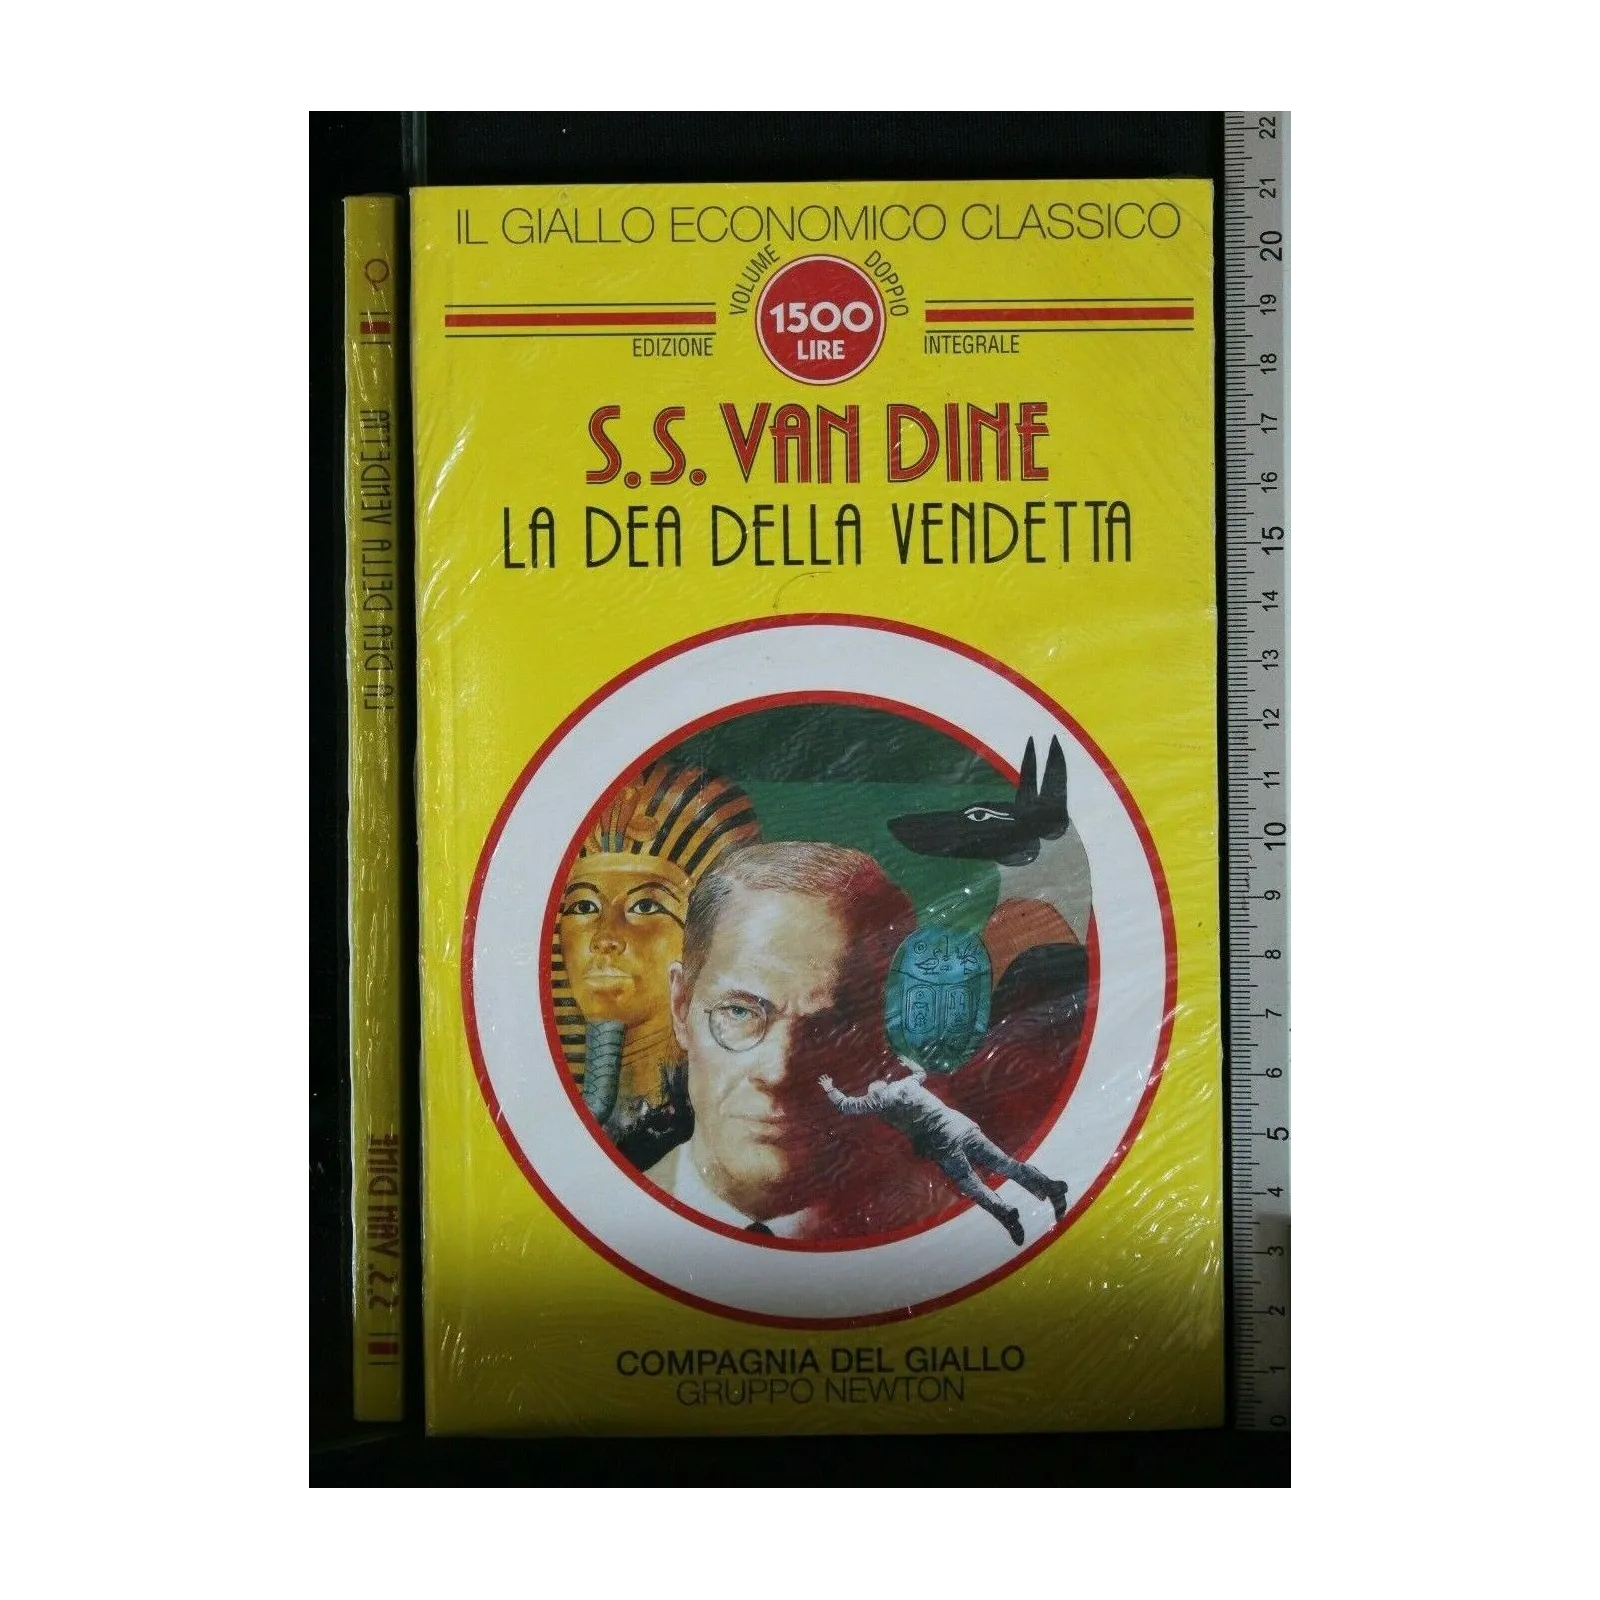 IL GIALLO ECONOMICO CLASSICO
VOLUME DOPPIO
1500
LIRE
EDIZIONE INTEGRALE
S.S. VAN DINE
LA DEA DELLA VENDETTA
COMPAGNIA DEL GIALLO
GRUPPO NEWTON
S.S. VAN DINE
LA DEA DELLA VENDETTA
22
21
20
19
18
17
16
15
14
13
12
11
10
9
8
7
6
5
4
3
2
1
0